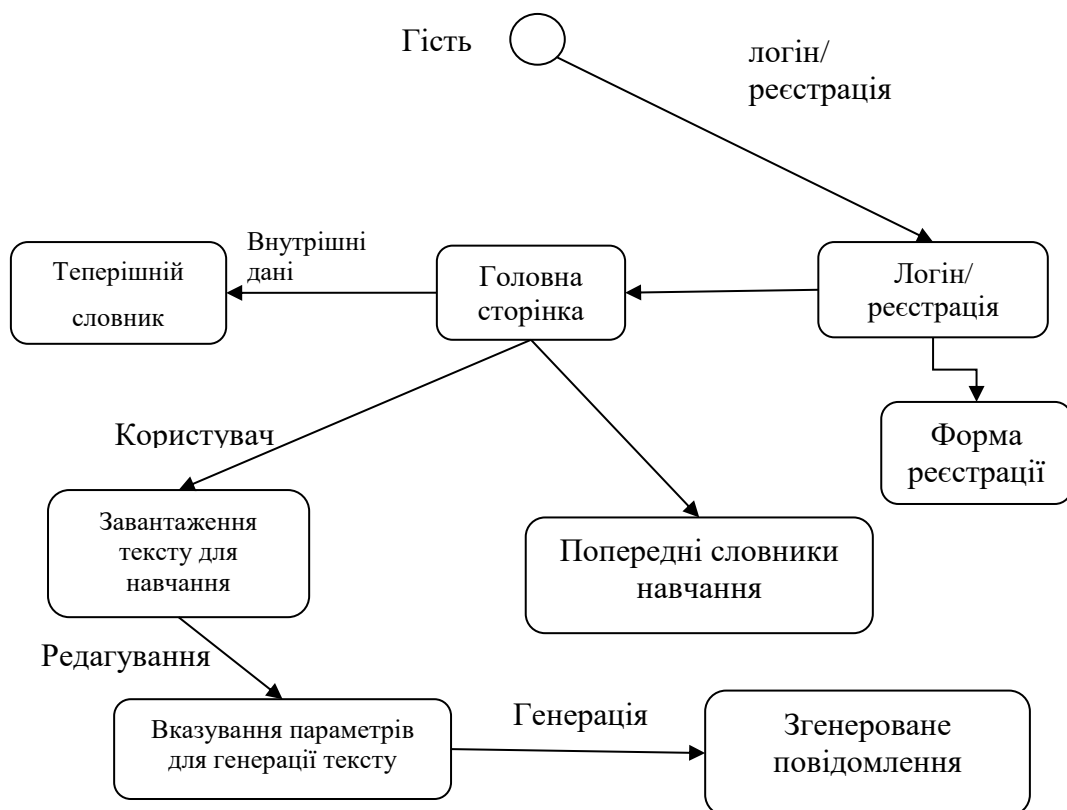 Гість
логін/
реєстрація
Внутрішні
дані
Теперішній
словник
Головна
сторінка
Логін/
реєстрація
Форма
реєстрації
Користувач
Завантаження
тексту для
навчання
Попередні словники
навчання
Редагування
Вказування параметрів
для генерації тексту
Генерація
Згенероване
повідомлення